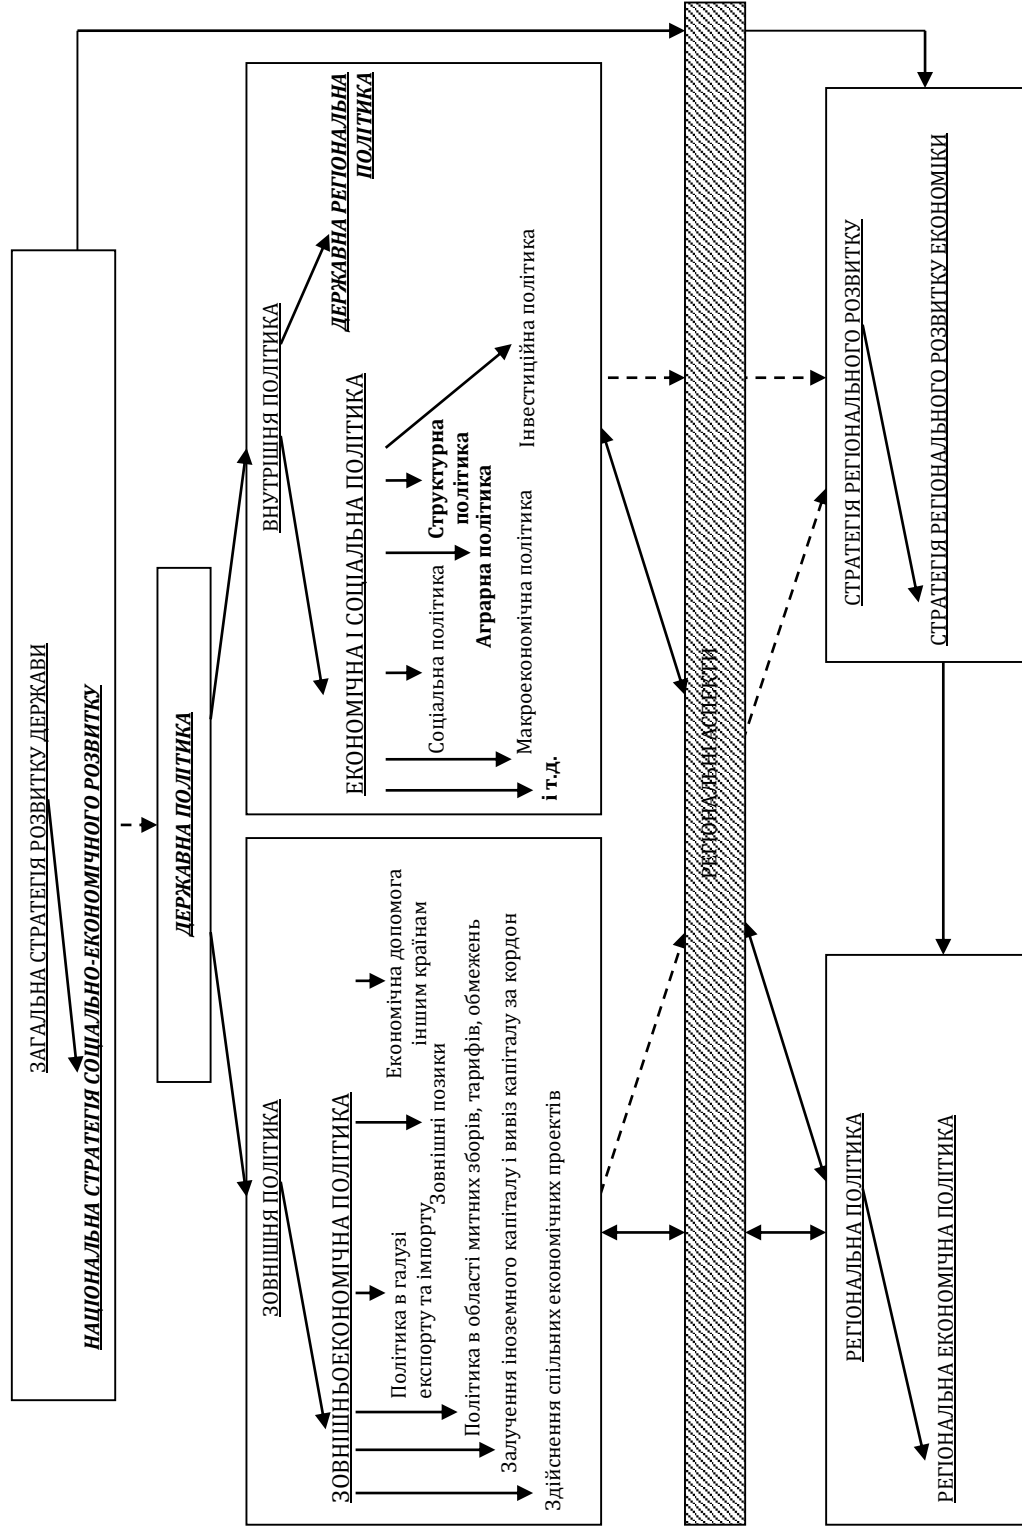 ЗАГАЛЬНА СТРАТЕГІЯ РОЗВИТКУ ДЕРЖАВИ
НАЦІОНАЛЬНА СТРАТЕГІЯ СОЦІАЛЬНО-ЕКОНОМІЧНОГО РОЗВИТКУ
ДЕРЖАВНА ПОЛІТИКА
ЗОВНІШНЯ ПОЛІТИКА
ЗОВНІШНЬОЕКОНОМІЧНА ПОЛІТИКА
Політика в галузі
експорту та імпорту
Зовнішні позики
Економічна допомога
іншим країнам
Політика в області митних зборів, тарифів, обмежень
Залучення іноземного капіталу і вивіз капіталу за кордон
Здійснення спільних економічних проектів
ВНУТРІШНЯ ПОЛІТИКА
ДЕРЖАВНА РЕГІОНАЛЬНА
ПОЛІТИКА
ЕКОНОМІЧНА І СОЦІАЛЬНА ПОЛІТИКА
Соціальна політика
Структурна
політика
Аграрна політика
Макроекономічна політика
Інвестиційна політика
і т.д.
РЕГІОНАЛЬНІ АСПЕКТИ
РЕГІОНАЛЬНА ПОЛІТИКА
РЕГІОНАЛЬНА ЕКОНОМІЧНА ПОЛІТИКА
СТРАТЕГІЯ РЕГІОНАЛЬНОГО РОЗВИТКУ
СТРАТЕГІЯ РЕГІОНАЛЬНОГО РОЗВИТКУ ЕКОНОМІКИ